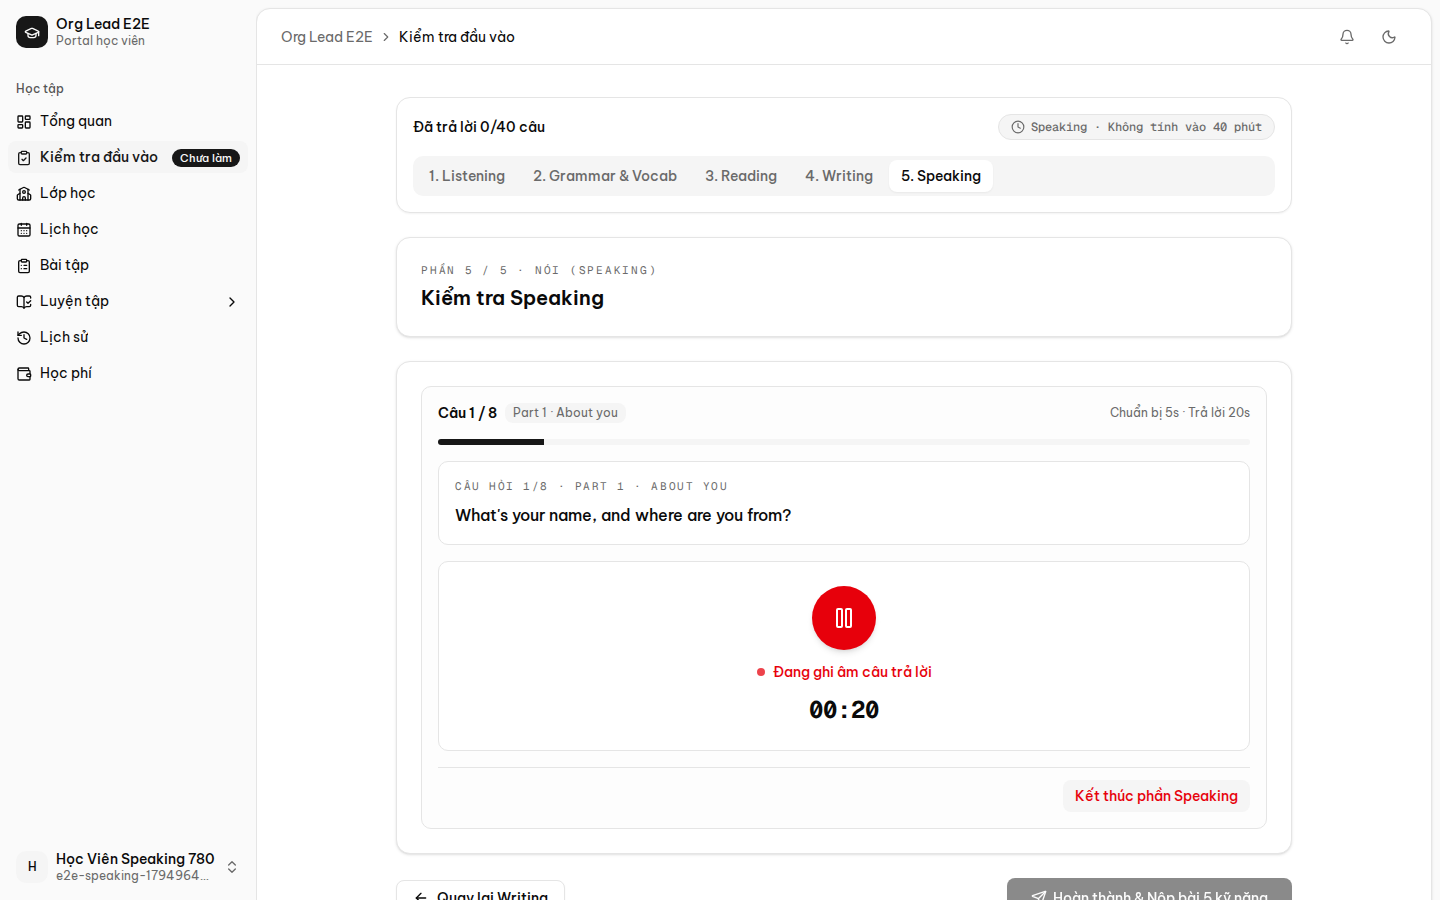 Org Lead E2E
Portal học viên
Học tập
Tổng quan
Kiểm tra đầu vào
Chưa làm
Lớp học
Lịch học
Bài tập
Luyện tập
Lịch sử
Học phí
Học Viên Speaking 780
e2e-speaking-1794964...
Org Lead E2E
Kiểm tra đầu vào
Đã trả lời 0/40 câu
Speaking · Không tính vào 40 phút
1. Listening
2. Grammar & Vocab
3. Reading
4. Writing
5. Speaking
PHẦN 5 / 5 · NÓI (SPEAKING)
Kiểm tra Speaking
Câu 1 / 8
Part 1 · About you
Chuẩn bị 5s · Trả lời 20s
CÂU HỎI 1/8 · PART 1 · ABOUT YOU
What's your name, and where are you from?
Đang ghi âm câu trả lời
00:20
Kết thúc phần Speaking
Quay lại Writing
Hoàn thành & Nộp bài 5 kỹ năng